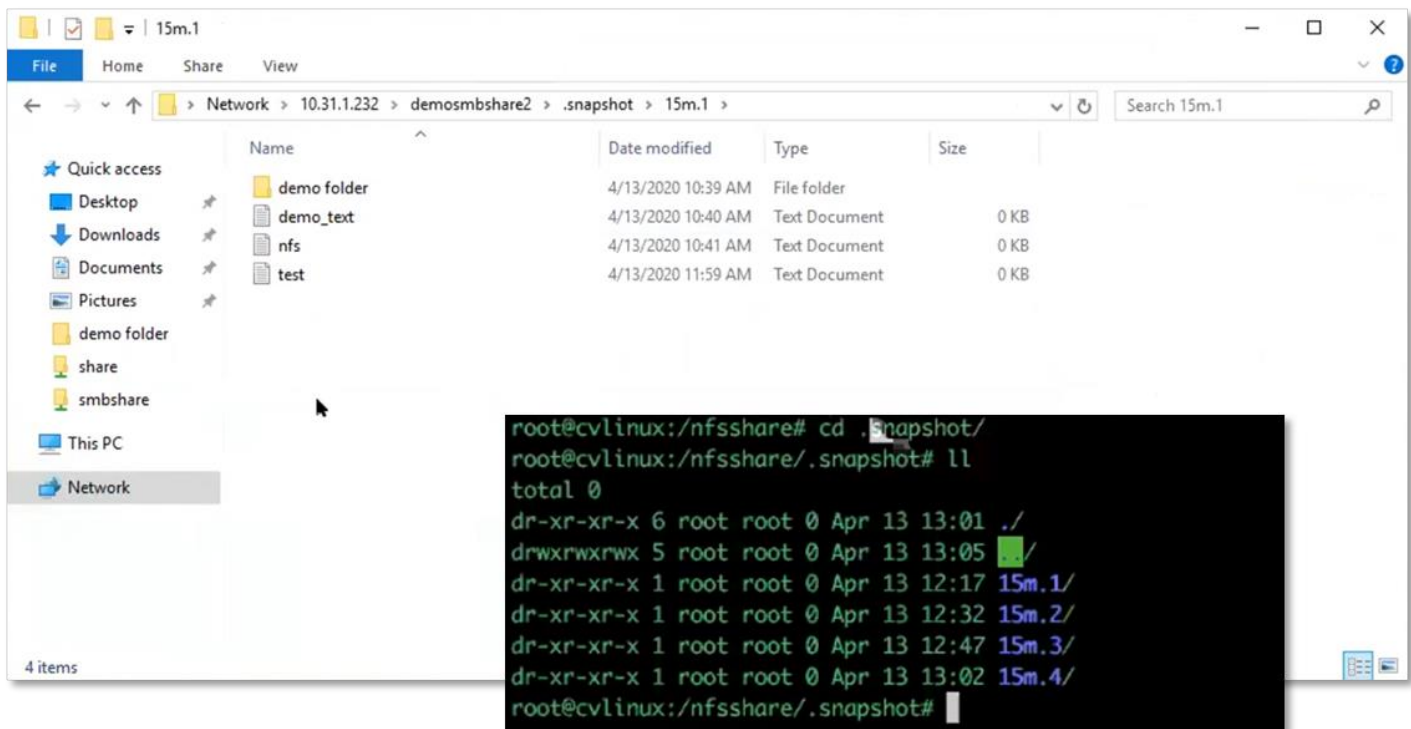 15m.1
File Home Share View
Network > 10.31.1.232 > demosmbshare2 > .snapshot > 15m.1 >
Search 15m.1
Quick access
Desktop
Downloads
Documents
Pictures
demo folder
share
smbshare
This PC
Network
Name Date modified Type Size
demo folder 4/13/2020 10:39 AM File folder
demo_text 4/13/2020 10:40 AM Text Document 0 KB
nfs 4/13/2020 10:41 AM Text Document 0 KB
test 4/13/2020 11:59 AM Text Document 0 KB
4 items
root@cvlinux:/nfsshare# cd .snapshot/
root@cvlinux:/nfsshare/.snapshot# ll
total 0
dr-xr-xr-x 6 root root 0 Apr 13 13:01 ./
drwxrwxrwx 5 root root 0 Apr 13 13:05 ../
dr-xr-xr-x 1 root root 0 Apr 13 12:17 15m.1/
dr-xr-xr-x 1 root root 0 Apr 13 12:32 15m.2/
dr-xr-xr-x 1 root root 0 Apr 13 12:47 15m.3/
dr-xr-xr-x 1 root root 0 Apr 13 13:02 15m.4/
root@cvlinux:/nfsshare/.snapshot#